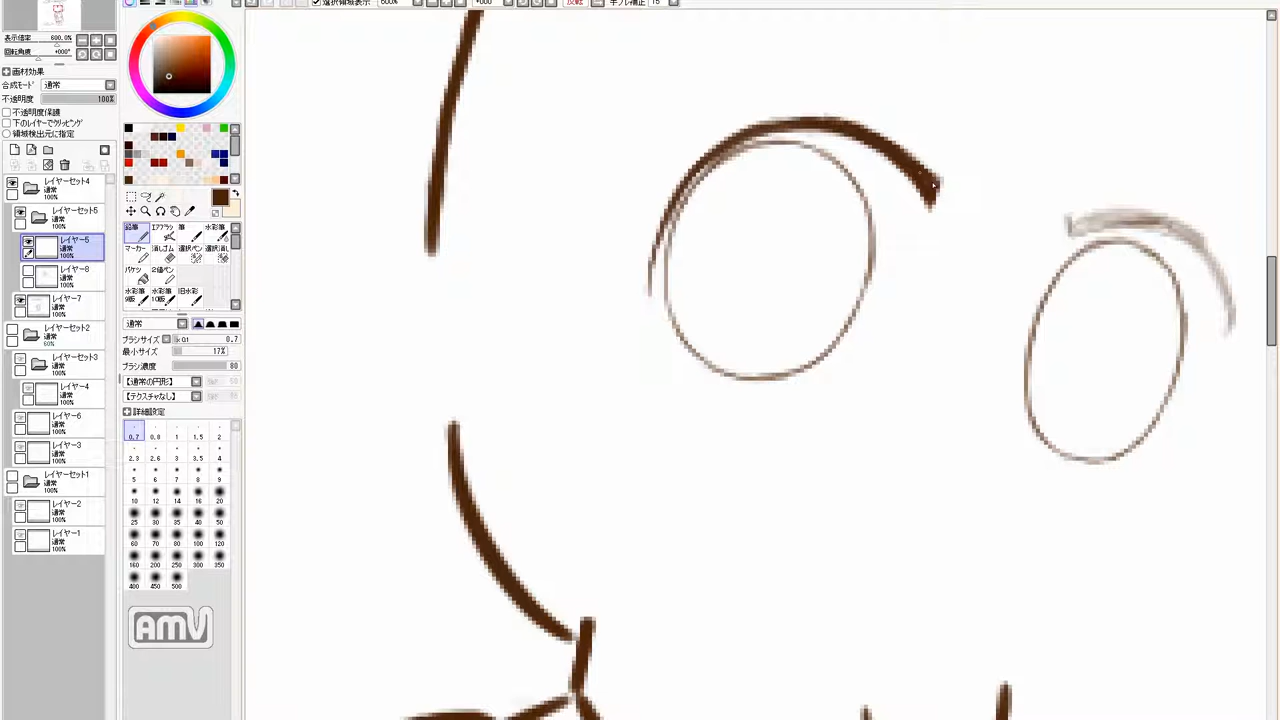 選択領域表示 600% +000° 反転 手ブレ補正 15
表示倍率 600.0%
回転角度 +000°
画材効果
合成モード 通常
不透明度 100%
不透明度保護
下のレイヤーでクリッピング
領域検出元に指定
レイヤーセット4
通常
100%
レイヤーセット5
通常
100%
レイヤー5
通常
100%
レイヤー8
通常
100%
レイヤー7
通常
100%
レイヤーセット2
通常
60%
レイヤーセット3
通常
100%
レイヤー4
通常
100%
レイヤー6
通常
100%
レイヤー3
通常
100%
レイヤーセット1
通常
100%
レイヤー2
通常
100%
レイヤー1
通常
100%
鉛筆 エアブラシ 筆 水彩筆
マーカー 消しゴム 選択ペン 選択消し
バケツ 2値ペン
水彩筆 水彩筆 旧水彩
通常
ブラシサイズ x0.1 0.7
最小サイズ 17%
ブラシ濃度 80
【通常の円形】
【テクスチャなし】
詳細設定
0.7 0.8 1 1.5 2
2.3 2.6 3 3.5 4
5 6 7 8 9
10 12 14 16 20
25 30 35 40 50
60 70 80 100 120
160 200 250 300 350
400 450 500
AMV